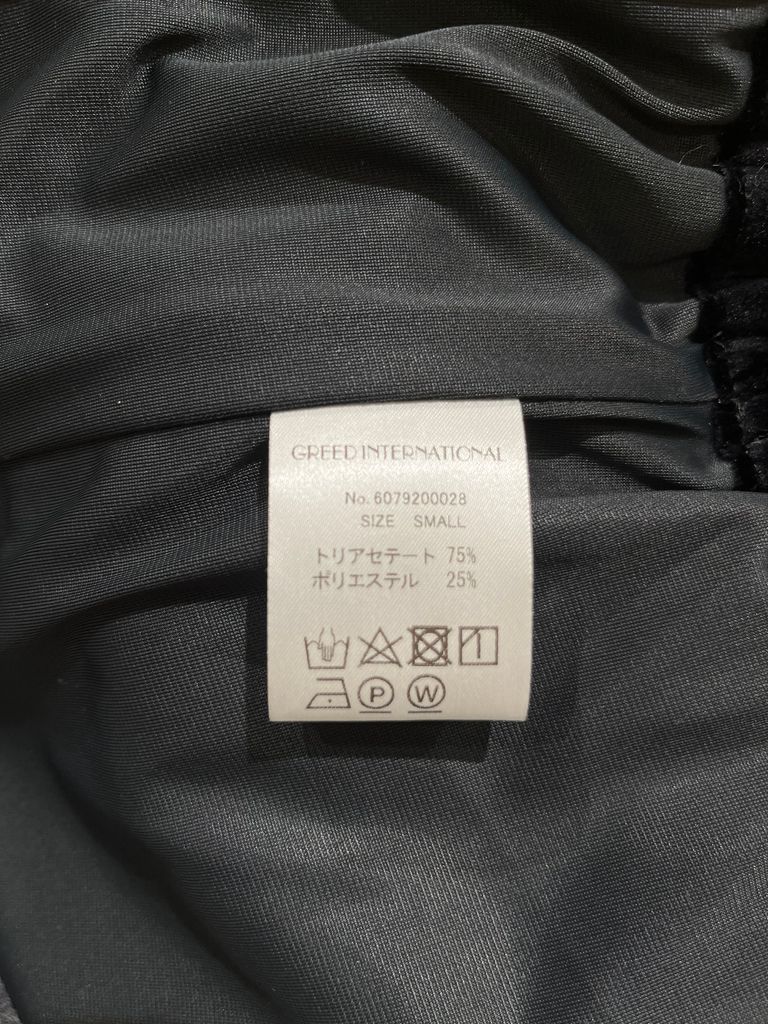 GREED INTERNATIONAL
No. 6079200028
SIZE SMALL
トリアセテート 75%
ポリエステル 25%
P W